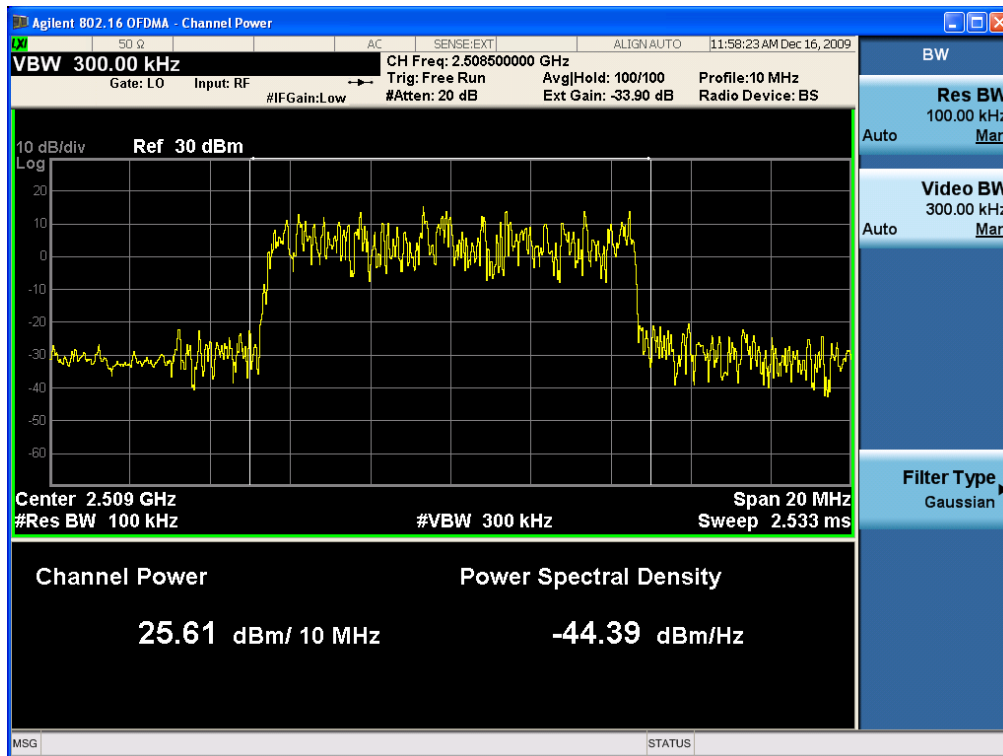 Agilent 802.16 OFDMA - Channel Power
LXI 50 Ω AC SENSE:EXT ALIGN AUTO 11:58:23 AM Dec 16, 2009
VBW 300.00 kHz
CH Freq: 2.508500000 GHz
Gate: LO Input: RF Trig: Free Run Avg|Hold: 100/100 Profile:10 MHz
#IFGain:Low #Atten: 20 dB Ext Gain: -33.90 dB Radio Device: BS
BW
Res BW
100.00 kHz
Auto Man
Video BW
300.00 kHz
Auto Man
Filter Type
Gaussian
10 dB/div Ref 30 dBm
Log
20
10
0
-10
-20
-30
-40
-50
-60
Center 2.509 GHz Span 20 MHz
#Res BW 100 kHz #VBW 300 kHz Sweep 2.533 ms
Channel Power Power Spectral Density
25.61 dBm/ 10 MHz -44.39 dBm/Hz
MSG STATUS